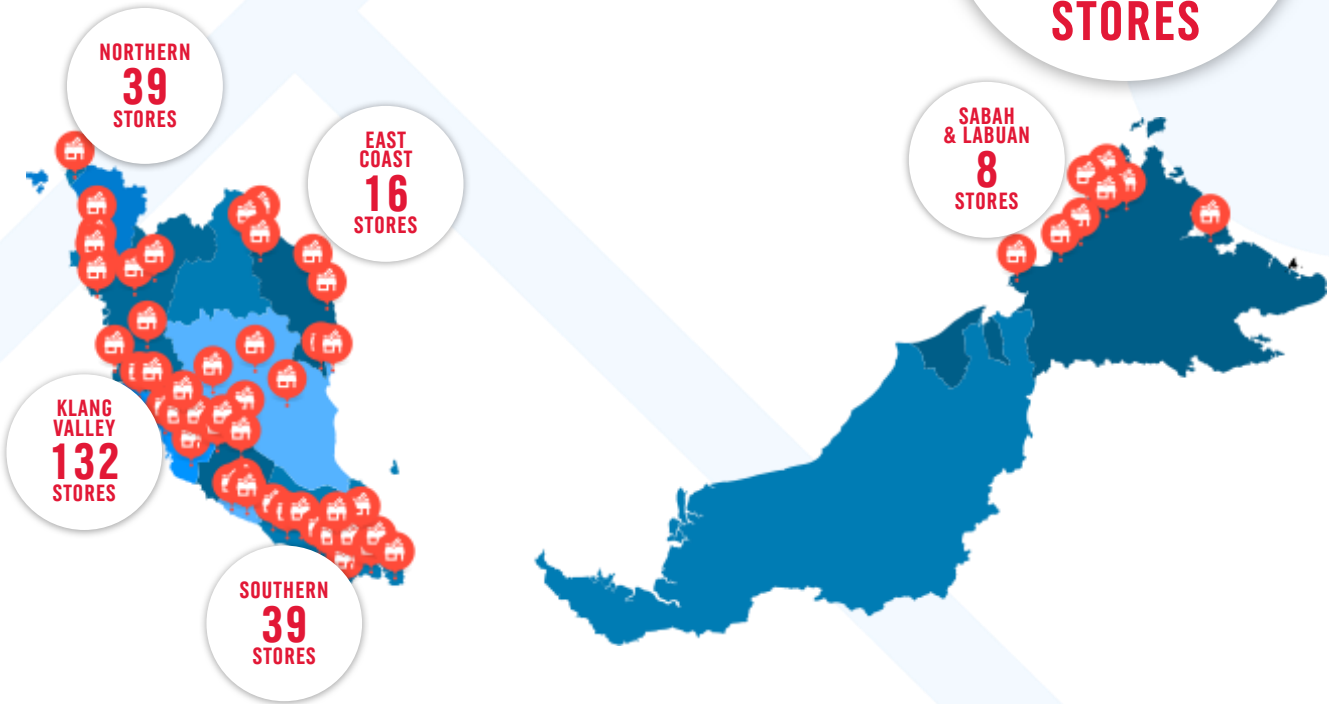 STORES
NORTHERN
39
STORES
EAST
COAST
16
STORES
SABAH
& LABUAN
8
STORES
KLANG
VALLEY
132
STORES
SOUTHERN
39
STORES